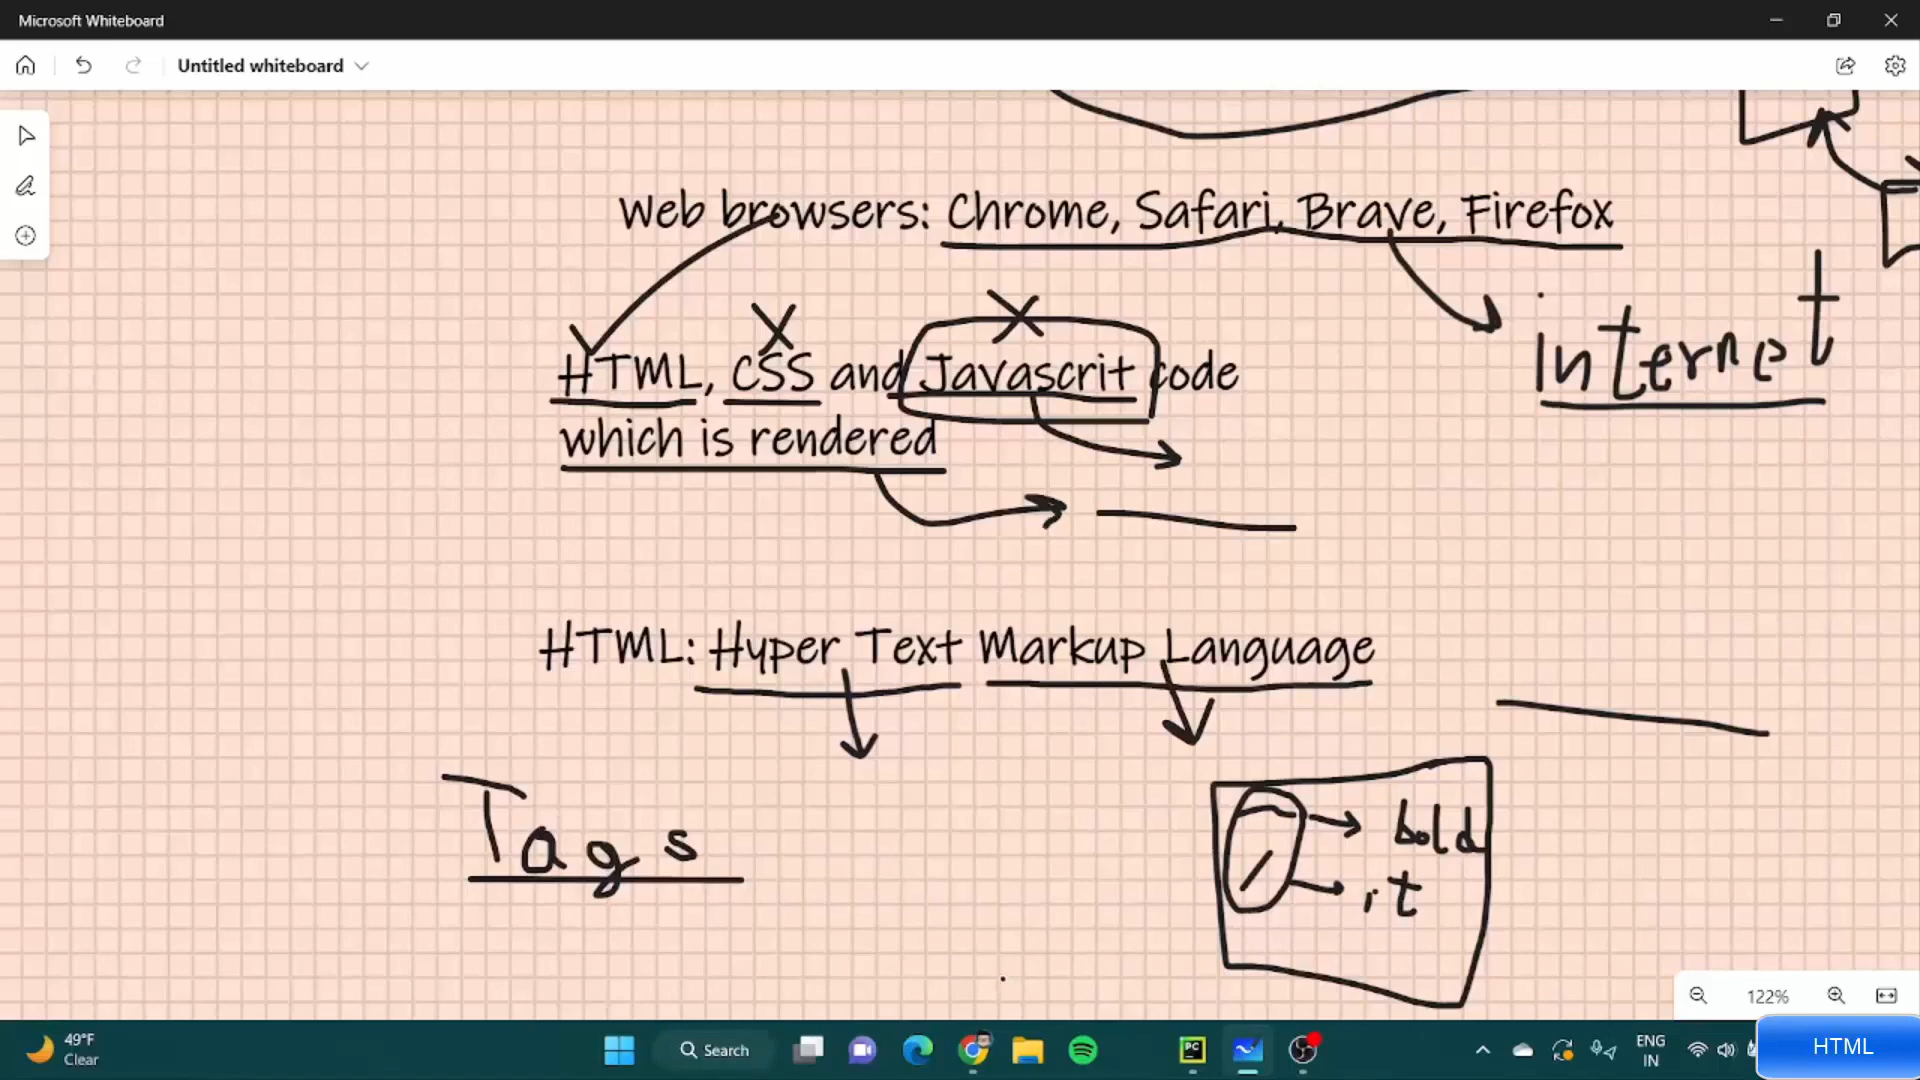 Microsoft Whiteboard
Untitled whiteboard
Web browsers: Chrome, Safari, Brave, Firefox
internet
HTML, CSS and Javascrit code
which is rendered
HTML: Hyper Text Markup Language
Tags
bold
it
122%
49°F
Clear
Search
PC
ENG
IN
HTML